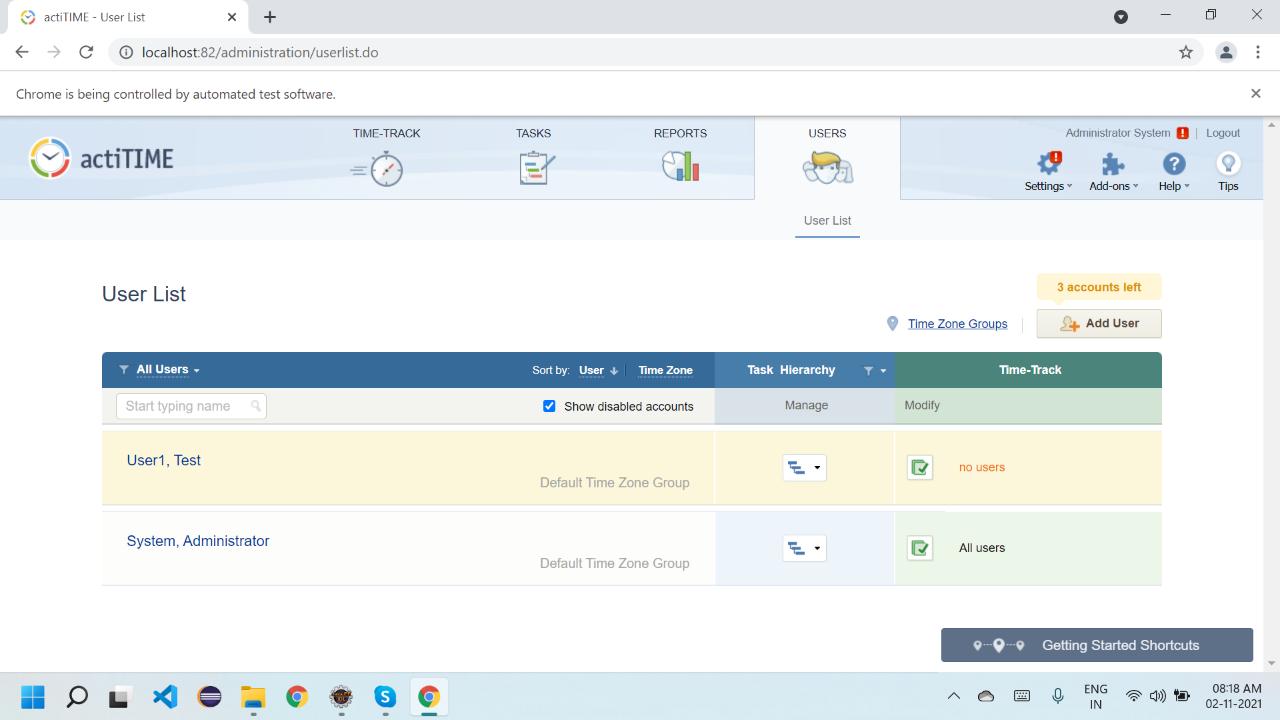 actiTIME - User List
localhost:82/administration/userlist.do
Chrome is being controlled by automated test software.
actiTIME
TIME-TRACK
TASKS
REPORTS
USERS
Administrator System ! | Logout
Settings
Add-ons
Help
Tips
User List
User List
3 accounts left
Time Zone Groups
Add User
All Users
Sort by: User Time Zone
Task Hierarchy
Time-Track
Start typing name
Show disabled accounts
Manage
Modify
User1, Test
Default Time Zone Group
no users
System, Administrator
Default Time Zone Group
All users
Getting Started Shortcuts
ENG
IN
08:18 AM
02-11-2021